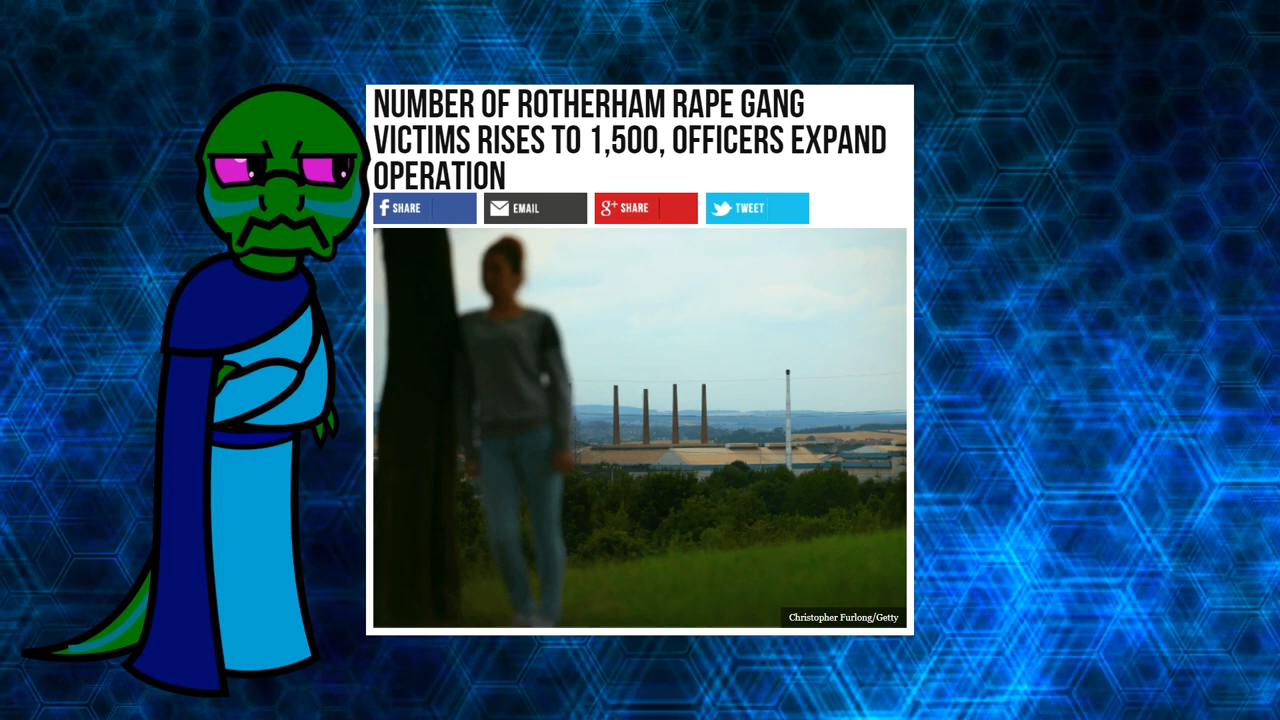 NUMBER OF ROTHERHAM RAPE GANG
VICTIMS RISES TO 1,500, OFFICERS EXPAND
OPERATION
f SHARE
EMAIL
g+ SHARE
TWEET
Christopher Furlong/Getty